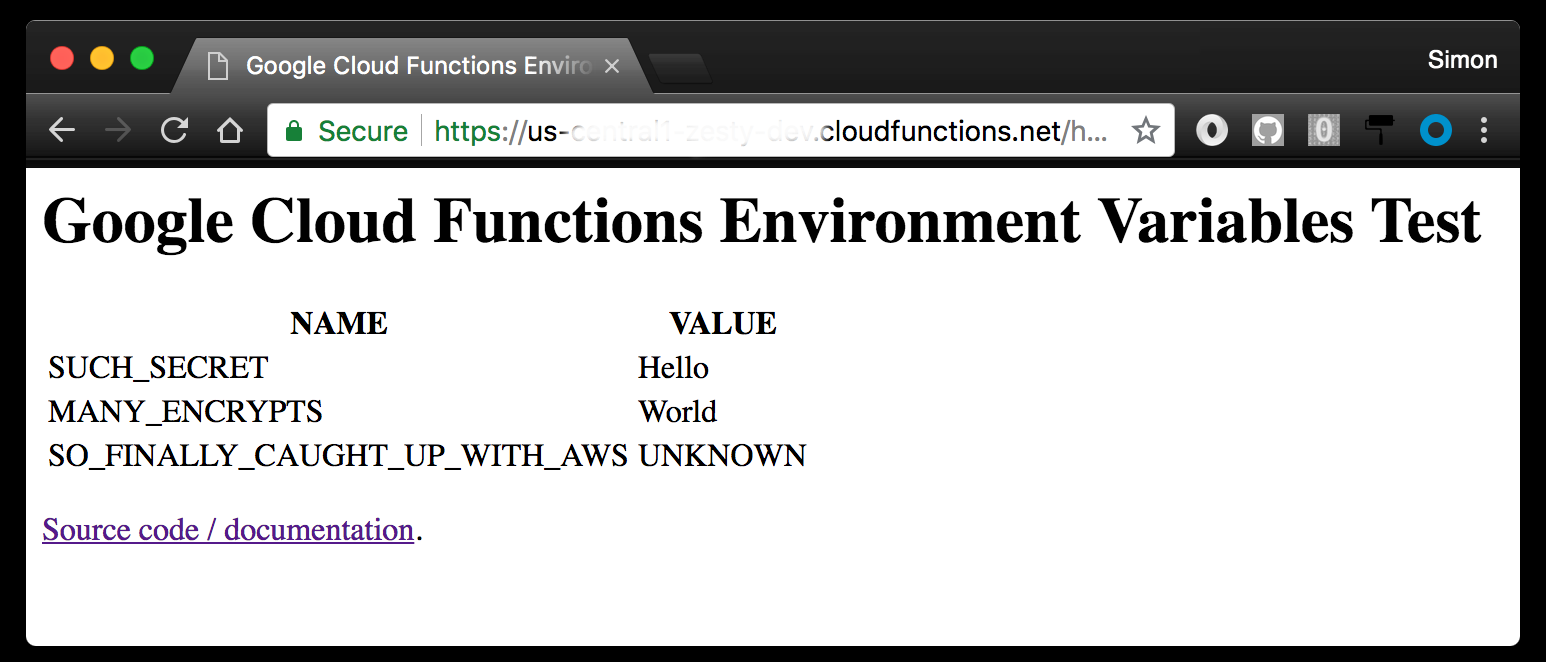 Google Cloud Functions Enviro
Simon
Secure https://us-central1-zesty-dev.cloudfunctions.net/h...
Google Cloud Functions Environment Variables Test
NAME VALUE
SUCH_SECRET Hello
MANY_ENCRYPTS World
SO_FINALLY_CAUGHT_UP_WITH_AWS UNKNOWN
Source code / documentation.